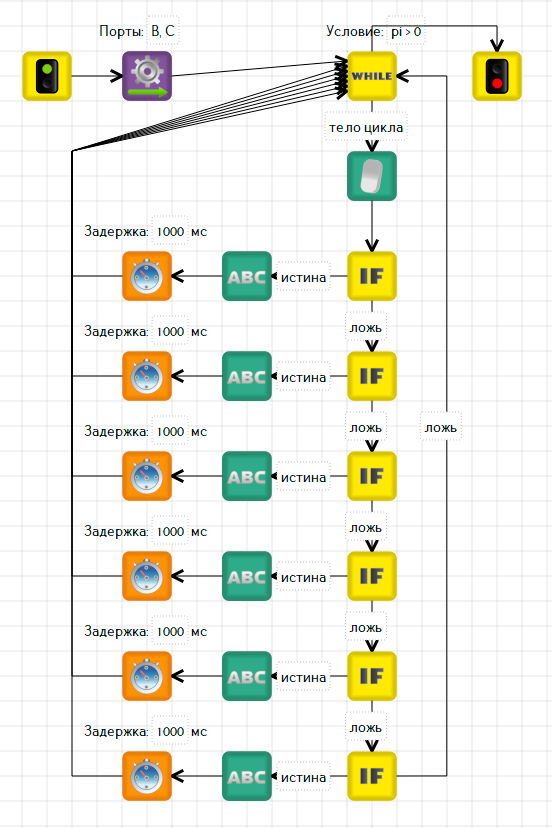 Порты: B, C
Условие: pi > 0
WHILE
тело цикла
Задержка: 1000 мс
ABC
истина
IF
ложь
Задержка: 1000 мс
ABC
истина
IF
ложь
ложь
Задержка: 1000 мс
ABC
истина
IF
ложь
Задержка: 1000 мс
ABC
истина
IF
ложь
Задержка: 1000 мс
ABC
истина
IF
ложь
Задержка: 1000 мс
ABC
истина
IF